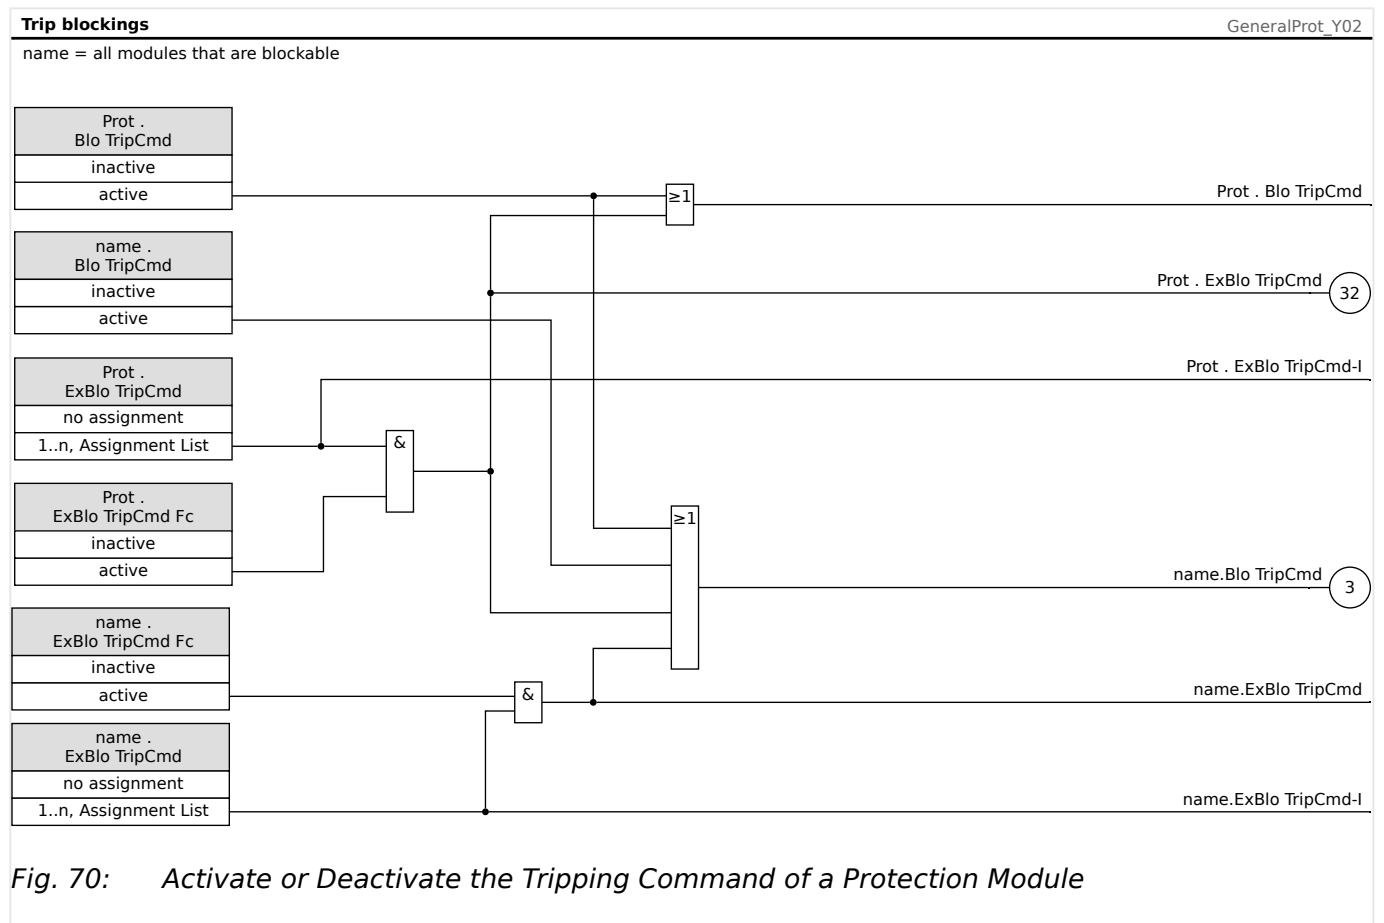 Trip blockings
GeneralProt_Y02
name = all modules that are blockable
Prot .
Blo TripCmd
inactive
active
≥1
Prot . Blo TripCmd
name .
Blo TripCmd
inactive
active
Prot . ExBlo TripCmd
32
Prot .
ExBlo TripCmd
no assignment
1..n, Assignment List
&
Prot . ExBlo TripCmd-I
Prot .
ExBlo TripCmd Fc
inactive
active
≥1
name.Blo TripCmd
3
name .
ExBlo TripCmd Fc
inactive
active
&
name.ExBlo TripCmd
name .
ExBlo TripCmd
no assignment
1..n, Assignment List
name.ExBlo TripCmd-I
Fig. 70: Activate or Deactivate the Tripping Command of a Protection Module